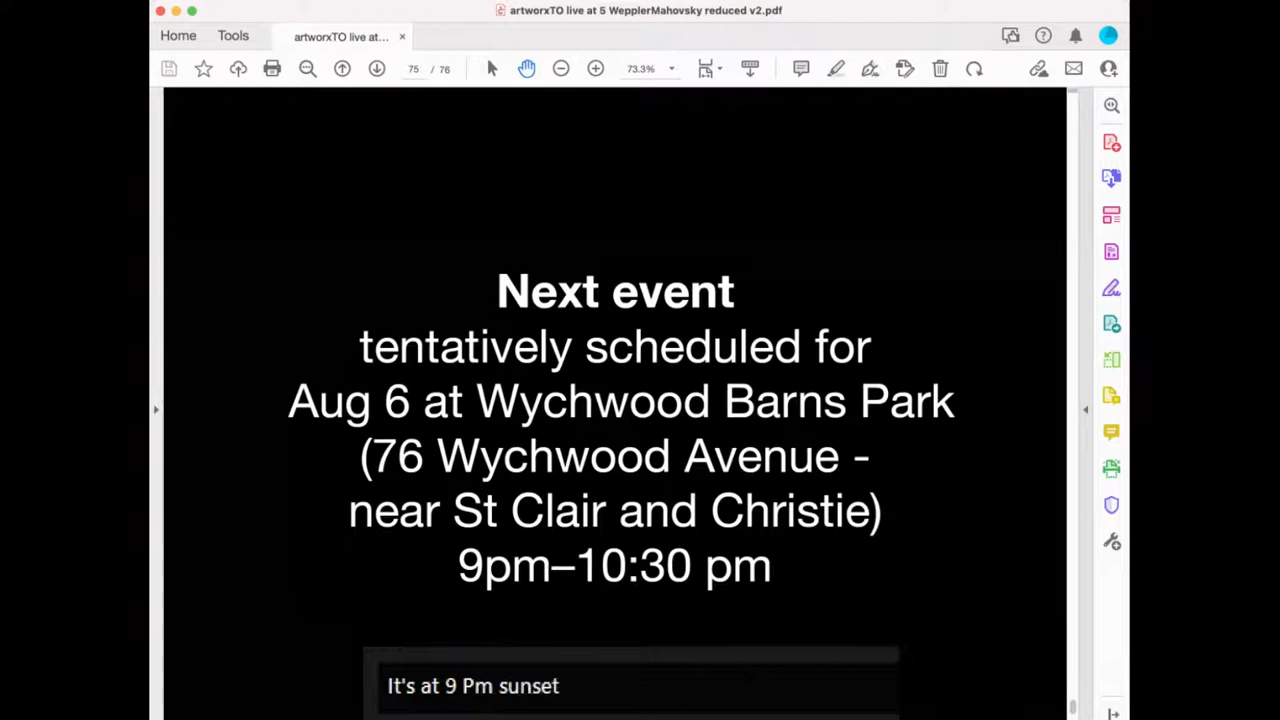 artworxTO live at 5 WepplerMahovsky reduced v2.pdf
Home Tools artworxTO live at... ×
75 / 76 73.3%
Next event
tentatively scheduled for
Aug 6 at Wychwood Barns Park
(76 Wychwood Avenue -
near St Clair and Christie)
9pm–10:30 pm
It's at 9 Pm sunset